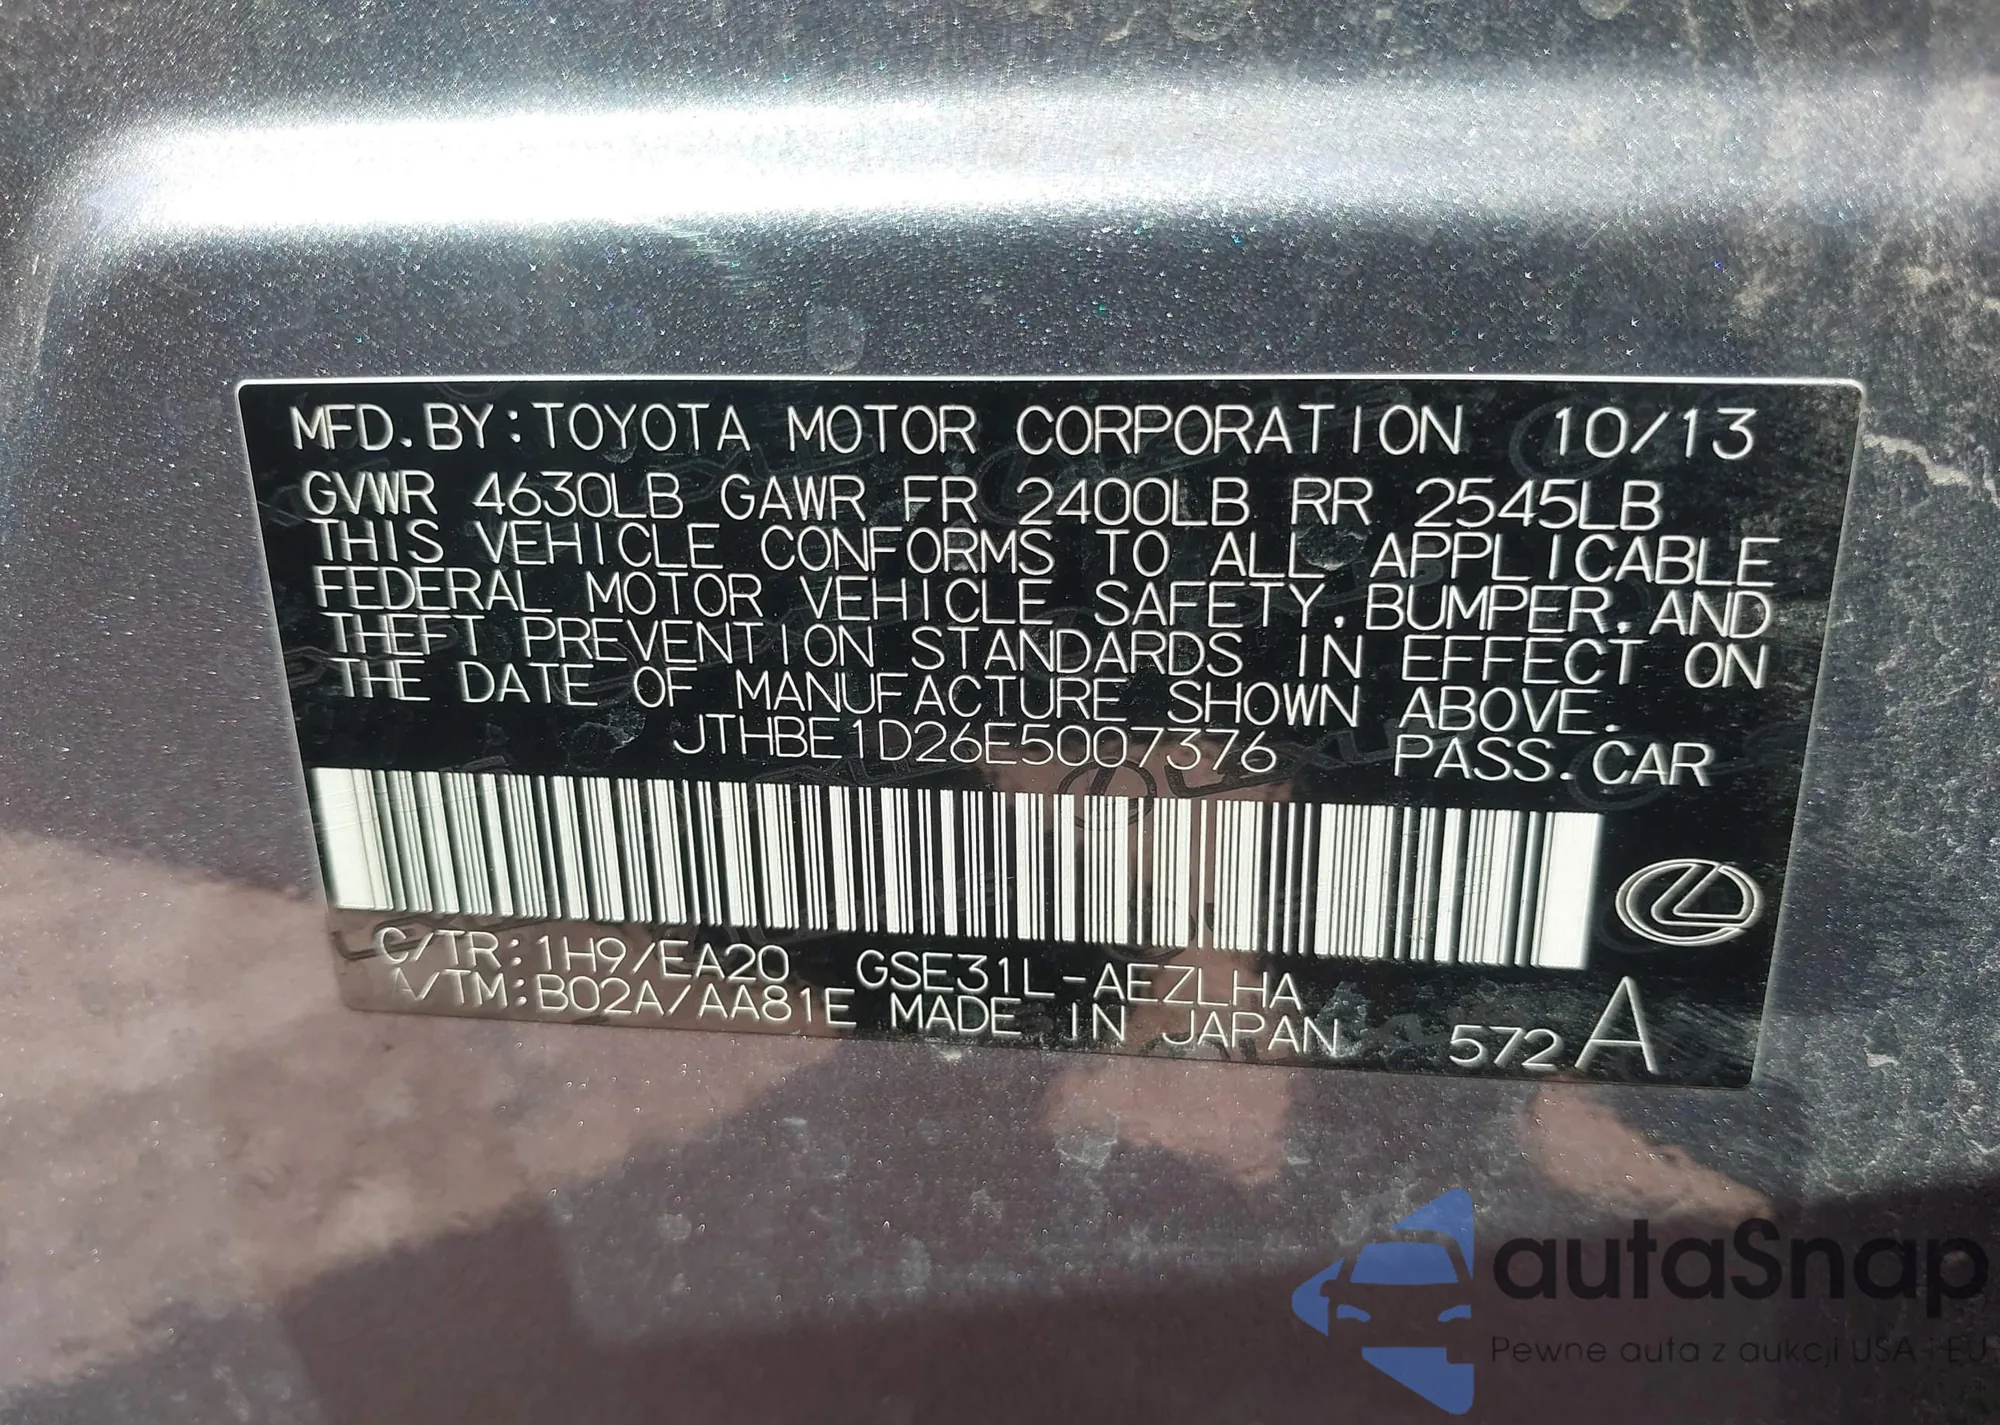 MFD.BY:TOYOTA MOTOR CORPORATION 10/13
GVWR 4630LB GAWR FR 2400LB RR 2545LB
THIS VEHICLE CONFORMS TO ALL APPLICABLE
FEDERAL MOTOR VEHICLE SAFETY,BUMPER,AND
THEFT PREVENTION STANDARDS IN EFFECT ON
THE DATE OF MANUFACTURE SHOWN ABOVE.
JTHBE1D26E5007376 PASS.CAR
C/TR:1H9/EA20 GSE31L-AEZLHA
A/TM:B02A/AA81E MADE IN JAPAN 572 A
autaSnap
Pewne auta z aukcji USA i EU